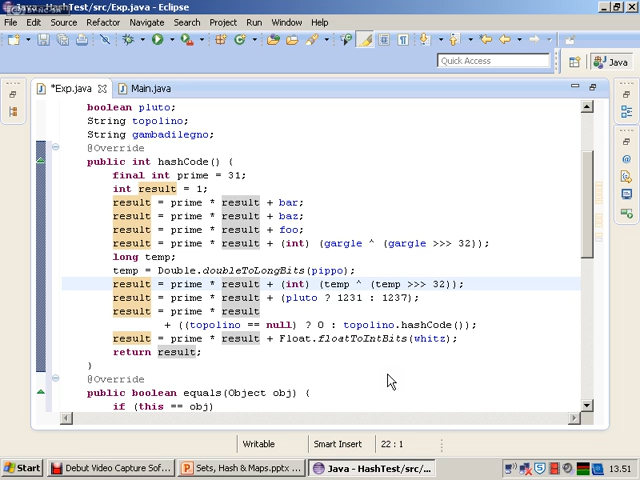 Java - HashTest/src/Exp.java - Eclipse
File Edit Source Refactor Navigate Search Project Run Window Help
Quick Access
Java
*Exp.java Main.java
boolean pluto;
String topolino;
String gambadilegno;
@Override
public int hashCode() {
final int prime = 31;
int result = 1;
result = prime * result + bar;
result = prime * result + baz;
result = prime * result + foo;
result = prime * result + (int) (gargle ^ (gargle >>> 32));
long temp;
temp = Double.doubleToLongBits(pippo);
result = prime * result + (int) (temp ^ (temp >>> 32));
result = prime * result + (pluto ? 1231 : 1237);
result = prime * result
+ ((topolino == null) ? 0 : topolino.hashCode());
result = prime * result + Float.floatToIntBits(whitz);
return result;
}
@Override
public boolean equals(Object obj) {
if (this == obj)
Writable Smart Insert 22 : 1
Start Debut Video Capture Sof... Sets, Hash & Maps.pptx ... Java - HashTest/src/... 13.51